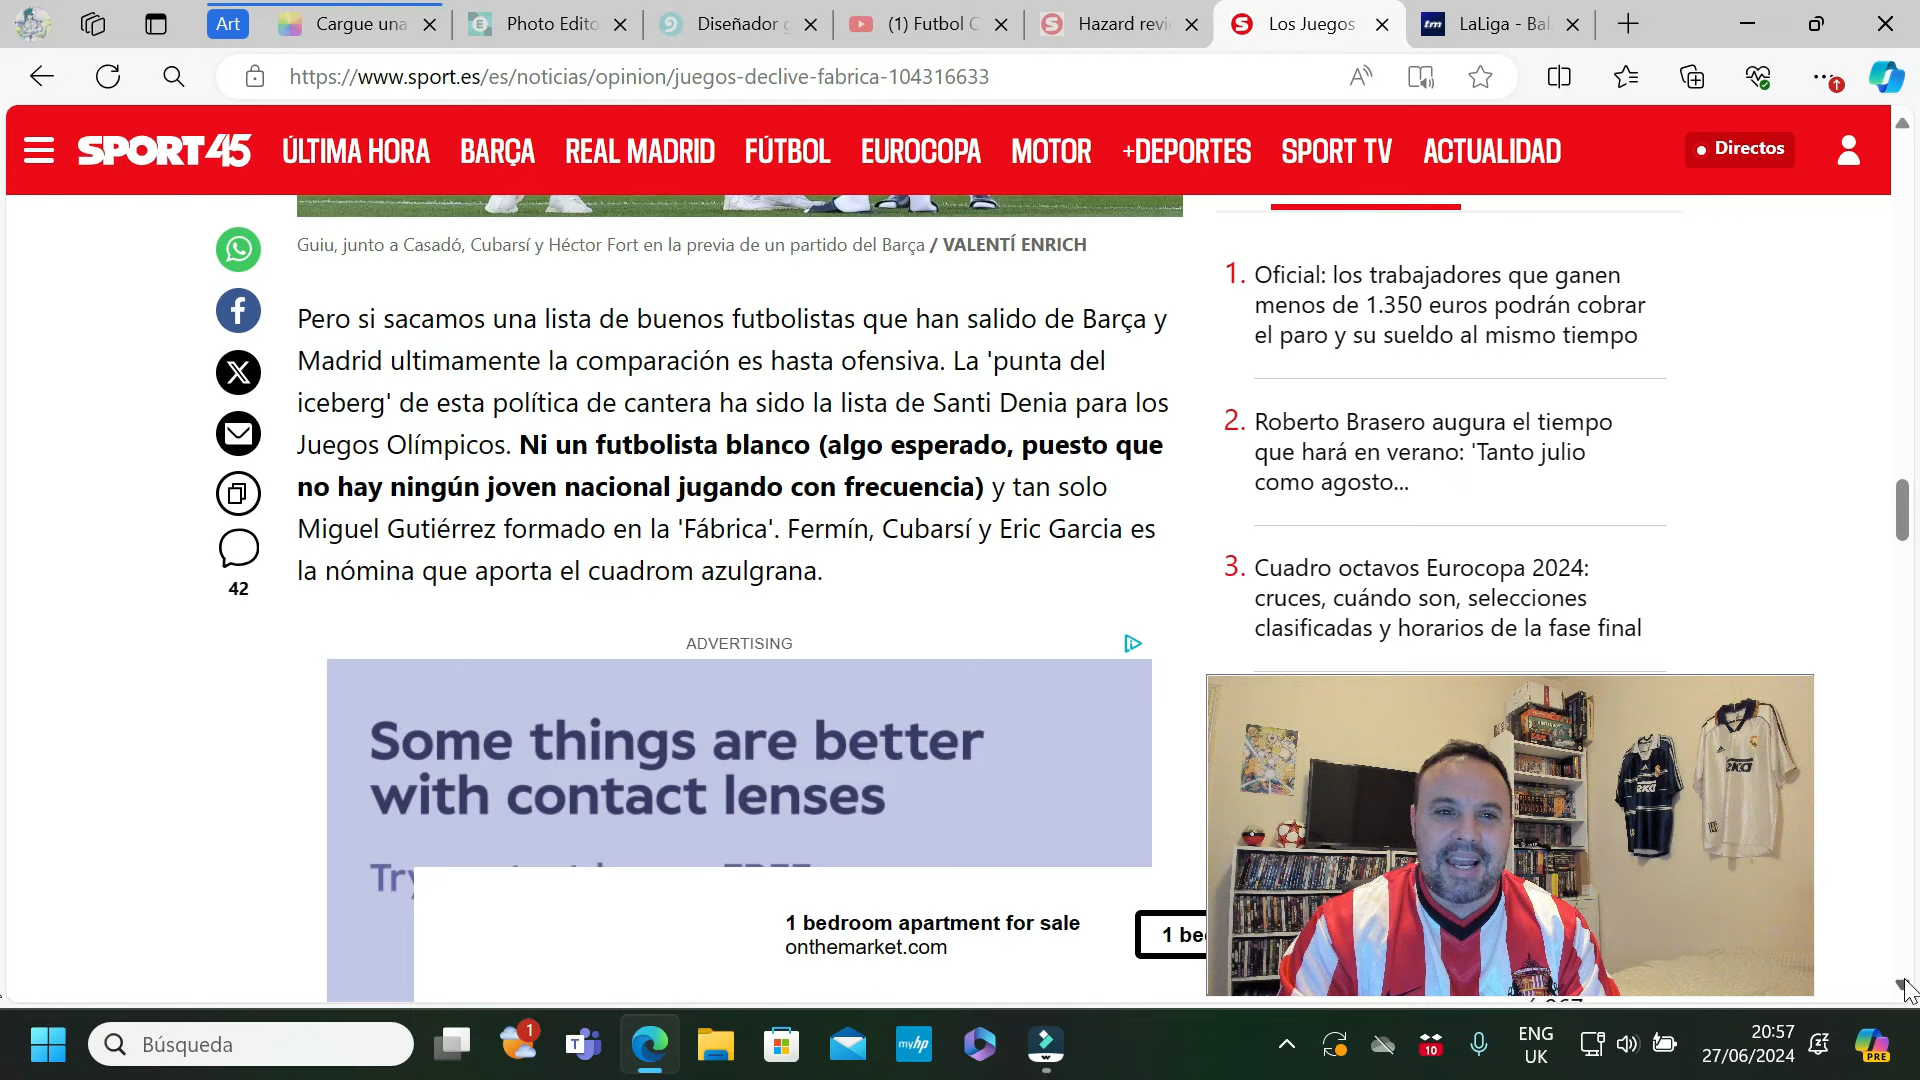 Art
Cargue una
Photo Edito
Diseñador g
(1) Futbol C
Hazard revi
Los Juegos
LaLiga - Bal
https://www.sport.es/es/noticias/opinion/juegos-declive-fabrica-104316633
SPORT 45
ÚLTIMA HORA
BARÇA
REAL MADRID
FÚTBOL
EUROCOPA
MOTOR
+DEPORTES
SPORT TV
ACTUALIDAD
Directos
Guiu, junto a Casadó, Cubarsí y Héctor Fort en la previa de un partido del Barça / VALENTÍ ENRICH
Pero si sacamos una lista de buenos futbolistas que han salido de Barça y
Madrid ultimamente la comparación es hasta ofensiva. La 'punta del
iceberg' de esta política de cantera ha sido la lista de Santi Denia para los
Juegos Olímpicos. Ni un futbolista blanco (algo esperado, puesto que
no hay ningún joven nacional jugando con frecuencia) y tan solo
Miguel Gutiérrez formado en la 'Fábrica'. Fermín, Cubarsí y Eric Garcia es
la nómina que aporta el cuadrom azulgrana.
42
1. Oficial: los trabajadores que ganen
menos de 1.350 euros podrán cobrar
el paro y su sueldo al mismo tiempo
2. Roberto Brasero augura el tiempo
que hará en verano: 'Tanto julio
como agosto...
3. Cuadro octavos Eurocopa 2024:
cruces, cuándo son, selecciones
clasificadas y horarios de la fase final
ADVERTISING
Some things are better
with contact lenses
Try
1 bedroom apartment for sale
onthemarket.com
1 be
Búsqueda
1
myhp
10
ENG
UK
20:57
27/06/2024
PRE